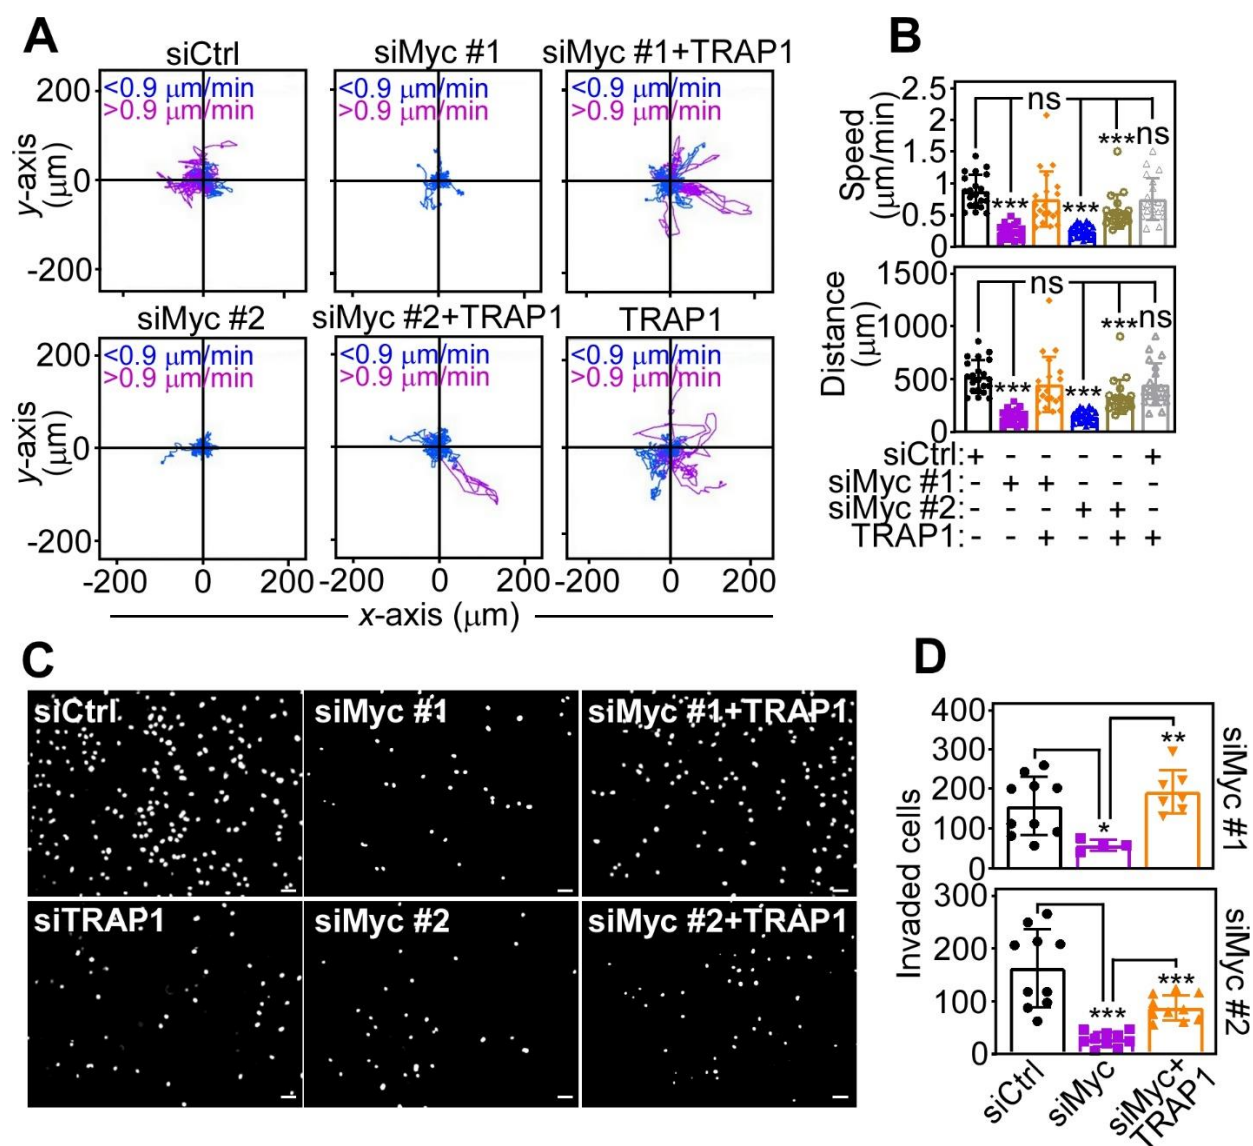 A
siCtrl
siMyc #1
siMyc #1+TRAP1
<0.9 μm/min
>0.9 μm/min
<0.9 μm/min
>0.9 μm/min
<0.9 μm/min
>0.9 μm/min
200
0
-200
y-axis
(μm)
siMyc #2
siMyc #2+TRAP1
TRAP1
<0.9 μm/min
>0.9 μm/min
<0.9 μm/min
>0.9 μm/min
<0.9 μm/min
>0.9 μm/min
200
0
-200
y-axis
(μm)
-200 0 200
-200 0 200
-200 0 200
x-axis (μm)
B
Speed
(μm/min)
2.5
2
1.5
1
0.5
0
ns
*** *** *** ns
Distance
(μm)
1500
1000
500
0
ns
*** *** *** ns
siCtrl: + - - - - +
siMyc #1: - + + - - -
siMyc #2: - - - + + -
TRAP1: - - + - + +
C
siCtrl
siMyc #1
siMyc #1+TRAP1
siTRAP1
siMyc #2
siMyc #2+TRAP1
D
Invaded cells
400
300
200
100
0
*
**
siMyc #1
300
200
100
0
***
***
siMyc #2
siCtrl
siMyc
siMyc+
TRAP1